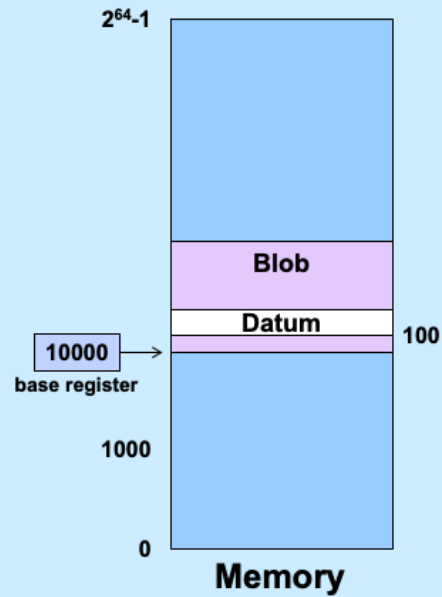 2⁶⁴-1
Blob
Datum
100
10000
base register
1000
0
Memory